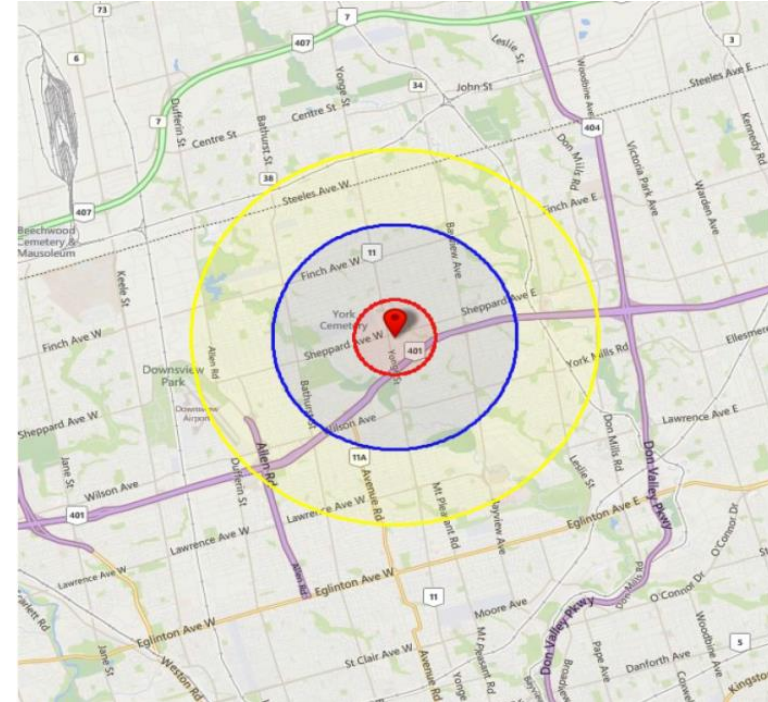 73
7
407
6
Leslie St
3
Steeles Ave E
Woodbine Ave
John St
34
Yonge St
Centre St
Kennedy Rd
7
Dufferin St
Centre St
Bathurst St
404
Don Mills Rd
Victoria Park Ave
Warden Ave
38
Steeles Ave W
407
Finch Ave E
Beechwood
Cemetery &
Mausoleum
Bayview Ave
11
Finch Ave W
Keele St
Sheppard Ave E
York
Cemetery
Finch Ave W
Sheppard Ave W
401
Yonge St
Ellesmere
York Mills Rd
Allen Rd
Downsview
Park
Bathurst St
Downsview
Airport
Sheppard Ave W
Wilson Ave
Lawrence Ave E
Don Mills Rd
Don Valley Pkwy
11A
Allen Rd
Jane St
Dufferin St
Avenue Rd
Leslie St
Mt Pleasant Rd
Bayview Ave
Wilson Ave
Lawrence Ave W
401
Eglinton Ave E
O'Connor Dr
Lawrence Ave W
Lawrence Ave W
St
Allen Rd
Eglinton Ave W
Don Mills Rd
O'Connor Dr
11
Moore Ave
Don Valley Pkwy
Scarlett Rd
Eglinton Ave W
Woodbine Ave
5
Jane St
Mt Pleasant Rd
St Clair Ave W
Pape Ave
Danforth Ave
Weston Rd
Avenue Rd
Yonge
Bayview
Broadview
Coxwell
Kingston